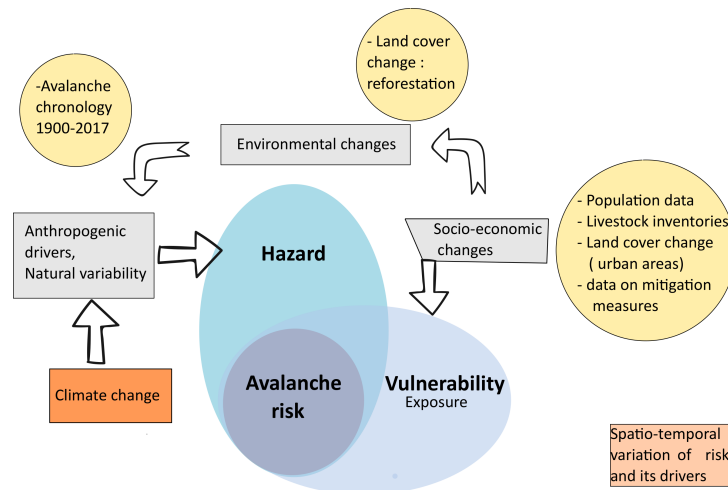 - Land cover
change :
reforestation
-Avalanche
chronology
1900-2017
Environmental changes
- Population data
- Livestock inventories
- Land cover change
( urban areas)
- data on mitigation
measures
Anthropogenic
drivers,
Natural variability
Socio-economic
changes
Hazard
Climate change
Avalanche
risk
Vulnerability
Exposure
Spatio-temporal
variation of risk
and its drivers